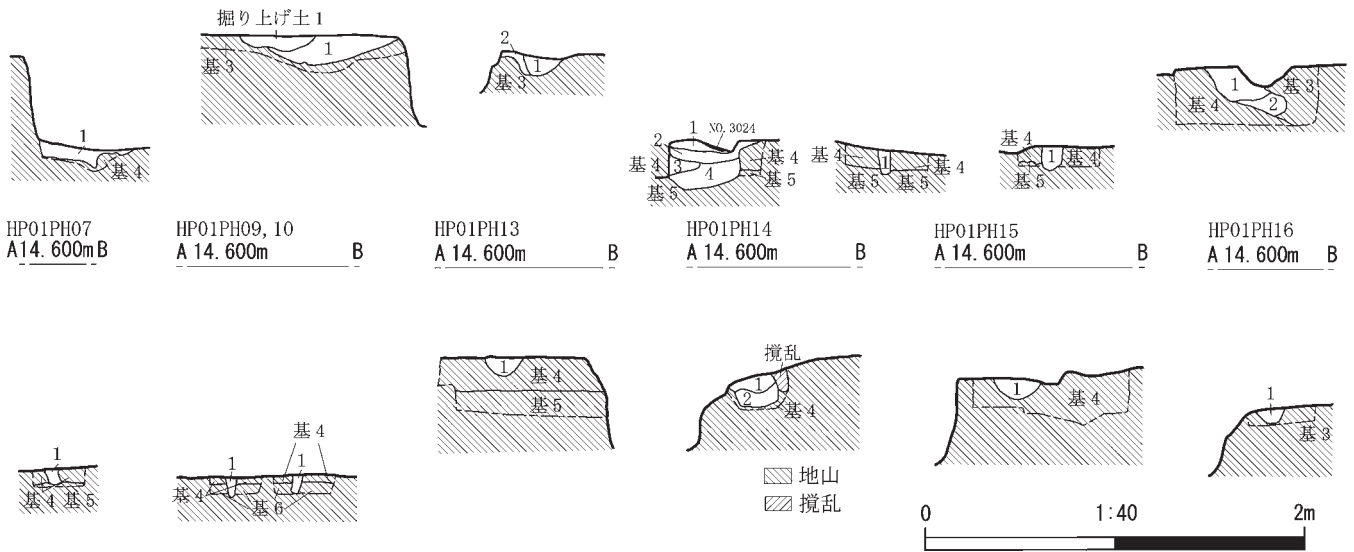 掘り上げ土1
1
基3
1
基4
2
1
基3
1
NO.3024
2
基4
3
4
基4
基5
基5
基4
1
基4
基5
基5
基4
1
基4
基5
1
基3
基4
2
HP01PH07
A 14.600m B
HP01PH09,10
A 14.600m B
HP01PH13
A 14.600m B
HP01PH14
A 14.600m B
HP01PH15
A 14.600m B
HP01PH16
A 14.600m B
1
基4
基5
基4
1
1
基4
基6
1
基4
基5
撹乱
1
2
基4
1
基4
1
基3
地山
撹乱
0 1:40 2m